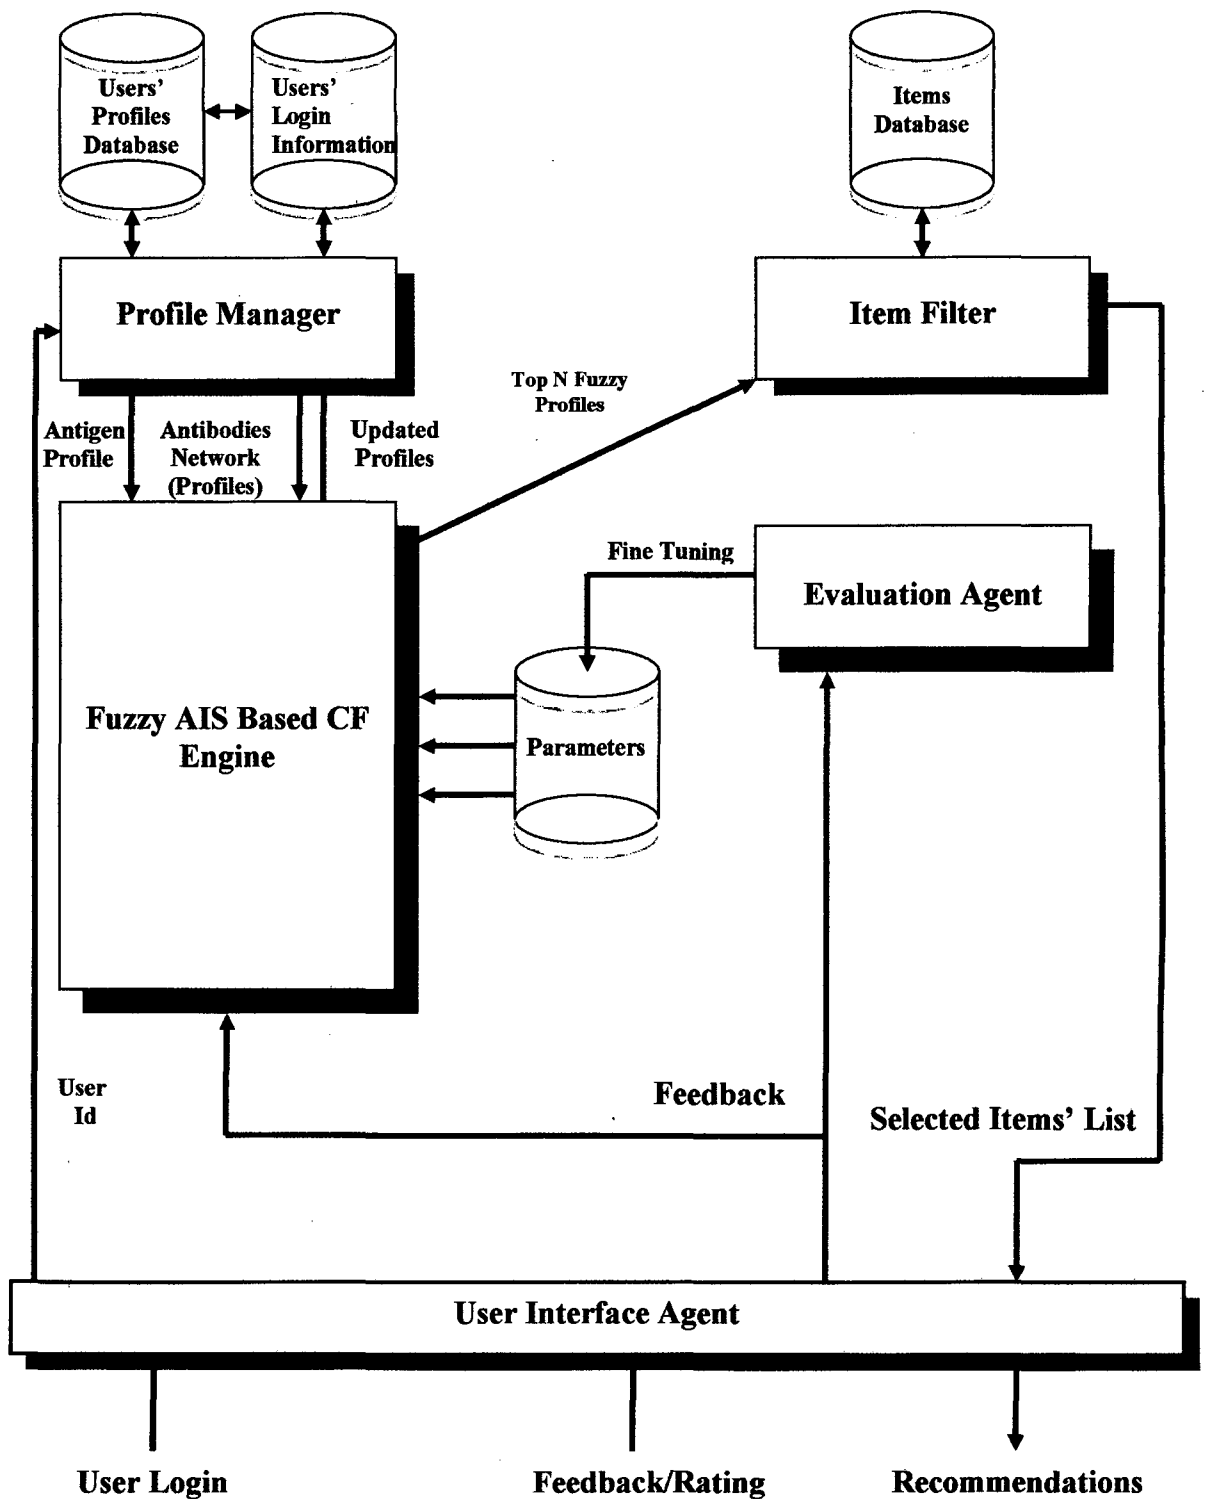 Users'
Profiles
Database
Users'
Login
Information
Items
Database
Profile Manager
Item Filter
Top N Fuzzy
Profiles
Antigen
Profile
Antibodies
Network
(Profiles)
Updated
Profiles
Fine Tuning
Evaluation Agent
Fuzzy AIS Based CF
Engine
Parameters
User
Id
Feedback
Selected Items' List
User Interface Agent
User Login
Feedback/Rating
Recommendations